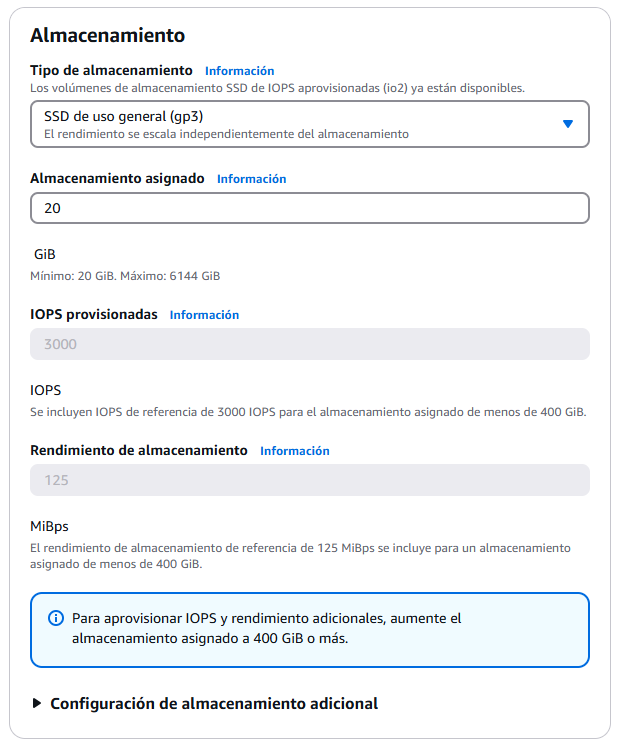 Almacenamiento
Tipo de almacenamiento Información
Los volúmenes de almacenamiento SSD de IOPS aprovisionadas (io2) ya están disponibles.
SSD de uso general (gp3)
El rendimiento se escala independientemente del almacenamiento
Almacenamiento asignado Información
20
GiB
Mínimo: 20 GiB. Máximo: 6144 GiB
IOPS provisionadas Información
3000
IOPS
Se incluyen IOPS de referencia de 3000 IOPS para el almacenamiento asignado de menos de 400 GiB.
Rendimiento de almacenamiento Información
125
MiBps
El rendimiento de almacenamiento de referencia de 125 MiBps se incluye para un almacenamiento
asignado de menos de 400 GiB.
Para aprovisionar IOPS y rendimiento adicionales, aumente el
almacenamiento asignado a 400 GiB o más.
Configuración de almacenamiento adicional